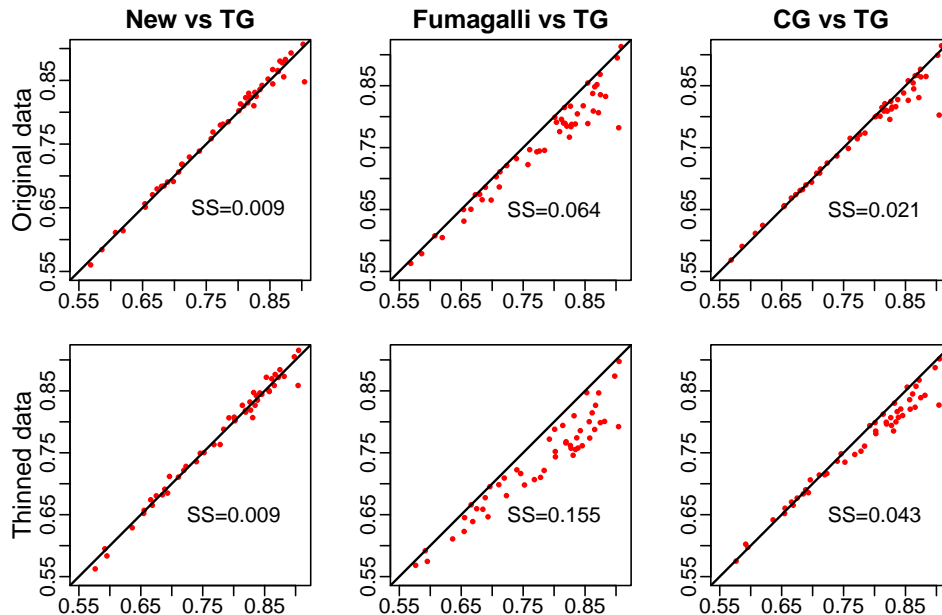 New vs TG
Fumagalli vs TG
CG vs TG
Original data
0.55 0.65 0.75 0.85
SS=0.009
0.55 0.65 0.75 0.85
0.55 0.65 0.75 0.85
SS=0.064
0.55 0.65 0.75 0.85
0.55 0.65 0.75 0.85
SS=0.021
0.55 0.65 0.75 0.85
Thinned data
0.55 0.65 0.75 0.85
SS=0.009
0.55 0.65 0.75 0.85
0.55 0.65 0.75 0.85
SS=0.155
0.55 0.65 0.75 0.85
0.55 0.65 0.75 0.85
SS=0.043
0.55 0.65 0.75 0.85